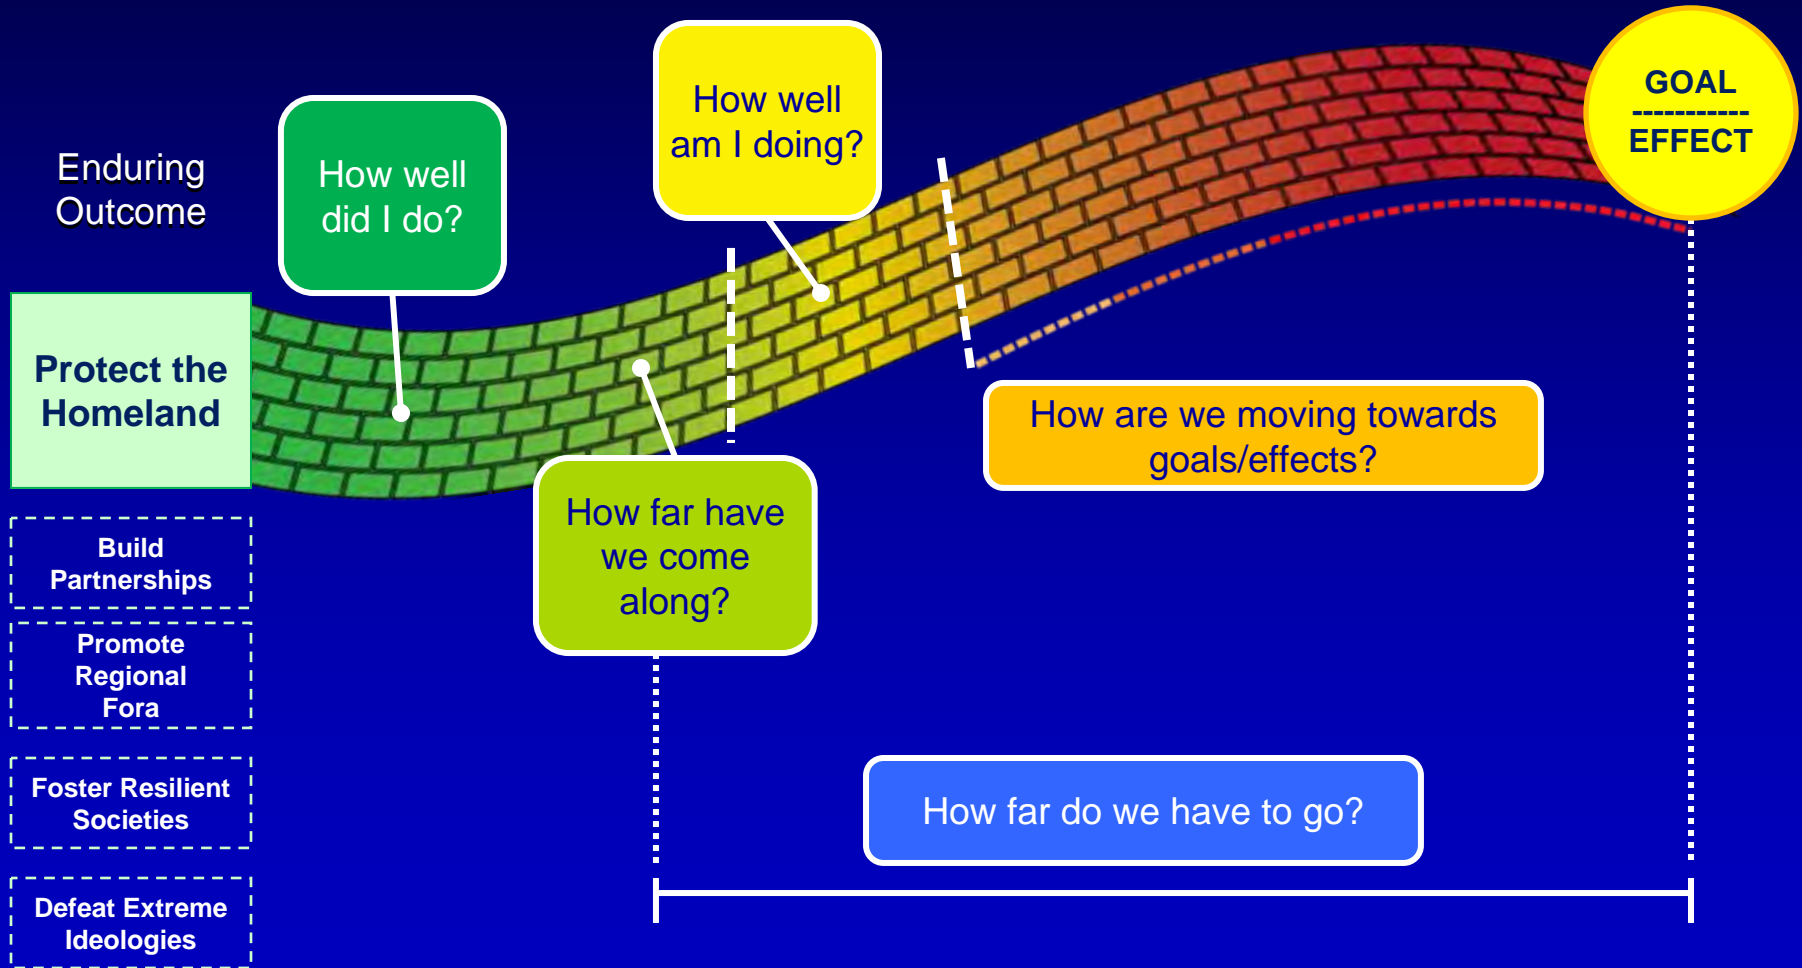 Enduring
Outcome
Protect the
Homeland
Build
Partnerships
Promote
Regional
Fora
Foster Resilient
Societies
Defeat Extreme
Ideologies
How well
did I do?
How well
am I doing?
How far have
we come
along?
How are we moving towards
goals/effects?
How far do we have to go?
GOAL
-----------
EFFECT